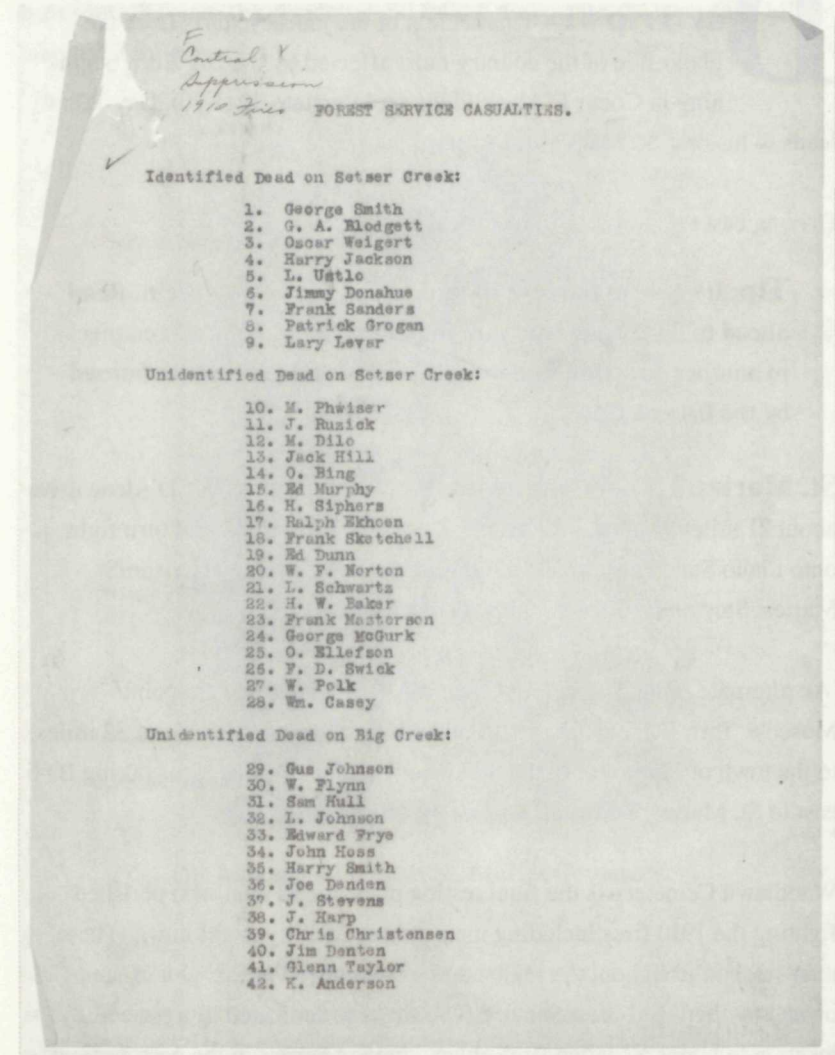 F
Control &
Suppression
1910 Fires FOREST SERVICE CASUALTIES.
Identified Dead on Setzer Creek:
1. George Smith
2. G. A. Blodgett
3. Oscar Weigert
4. Harry Jackson
5. L. Ustlo
6. Jimmy Donahue
7. Frank Sanders
8. Patrick Grogan
9. Lary Lever
Unidentified Dead on Setzer Creek:
10. M. Phweiser
11. J. Ruzick
12. M. Dilo
13. Jack Hill
14. O. Bing
15. Ed Murphy
16. H. Siphers
17. Ralph Ekhoen
18. Frank Sketchell
19. Ed Dunn
20. W. F. Norton
21. L. Schwartz
22. H. W. Baker
23. Frank Masterson
24. George McGurk
25. O. Ellefson
26. F. D. Swick
27. W. Polk
28. Wm. Casey
Unidentified Dead on Big Creek:
29. Gus Johnson
30. W. Flynn
31. Sam Hull
32. L. Johnson
33. Edward Frye
34. John Hoss
35. Harry Smith
36. Joe Denden
37. J. Stevens
38. J. Harp
39. Chris Christensen
40. Jim Denton
41. Glenn Taylor
42. K. Anderson